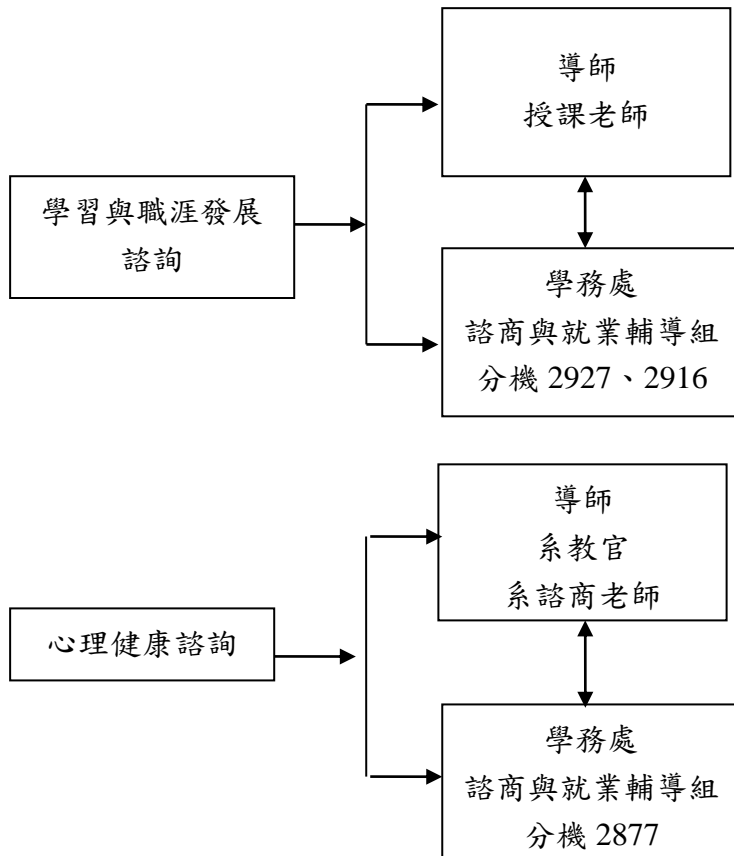 導師
授課老師
學習與職涯發展
諮詢
學務處
諮商與就業輔導組
分機 2927、2916
導師
系教官
系諮商老師
心理健康諮詢
學務處
諮商與就業輔導組
分機 2877